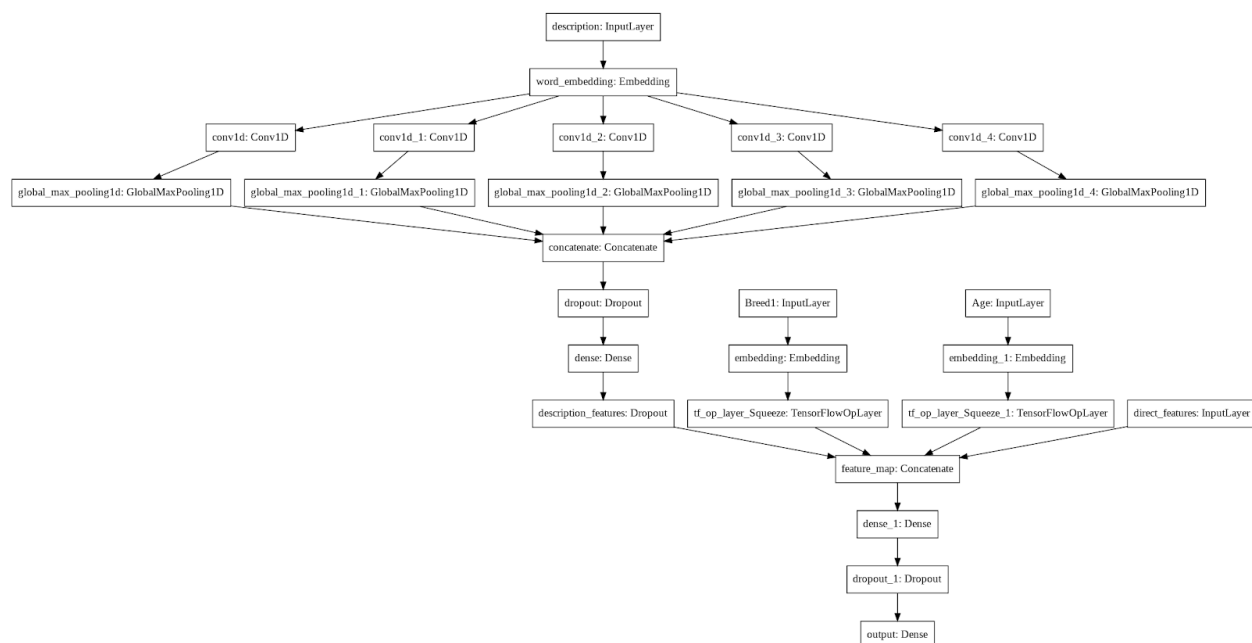 description: InputLayer
word_embedding: Embedding
conv1d: Conv1D
conv1d_1: Conv1D
conv1d_2: Conv1D
conv1d_3: Conv1D
conv1d_4: Conv1D
global_max_pooling1d: GlobalMaxPooling1D
global_max_pooling1d_1: GlobalMaxPooling1D
global_max_pooling1d_2: GlobalMaxPooling1D
global_max_pooling1d_3: GlobalMaxPooling1D
global_max_pooling1d_4: GlobalMaxPooling1D
concatenate: Concatenate
dropout: Dropout
Breed1: InputLayer
Age: InputLayer
dense: Dense
embedding: Embedding
embedding_1: Embedding
description_features: Dropout
tf_op_layer_Squeeze: TensorFlowOpLayer
tf_op_layer_Squeeze_1: TensorFlowOpLayer
direct_features: InputLayer
feature_map: Concatenate
dense_1: Dense
dropout_1: Dropout
output: Dense